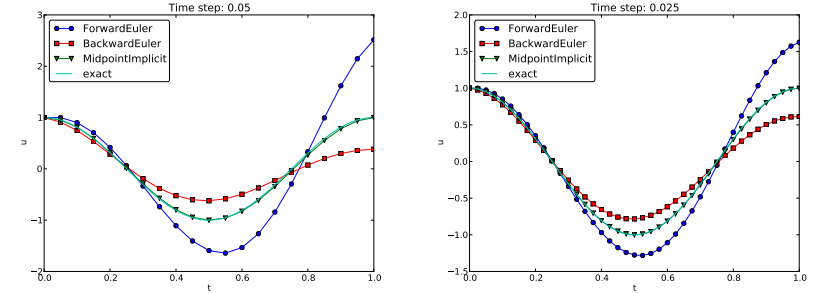 Time step: 0.05
3
2
1
0
−1
−2
0.0
0.2
0.4
0.6
0.8
1.0
t
u
ForwardEuler
BackwardEuler
MidpointImplicit
exact
Time step: 0.025
2.0
1.5
1.0
0.5
0.0
−0.5
−1.0
−1.5
0.0
0.2
0.4
0.6
0.8
1.0
t
u
ForwardEuler
BackwardEuler
MidpointImplicit
exact